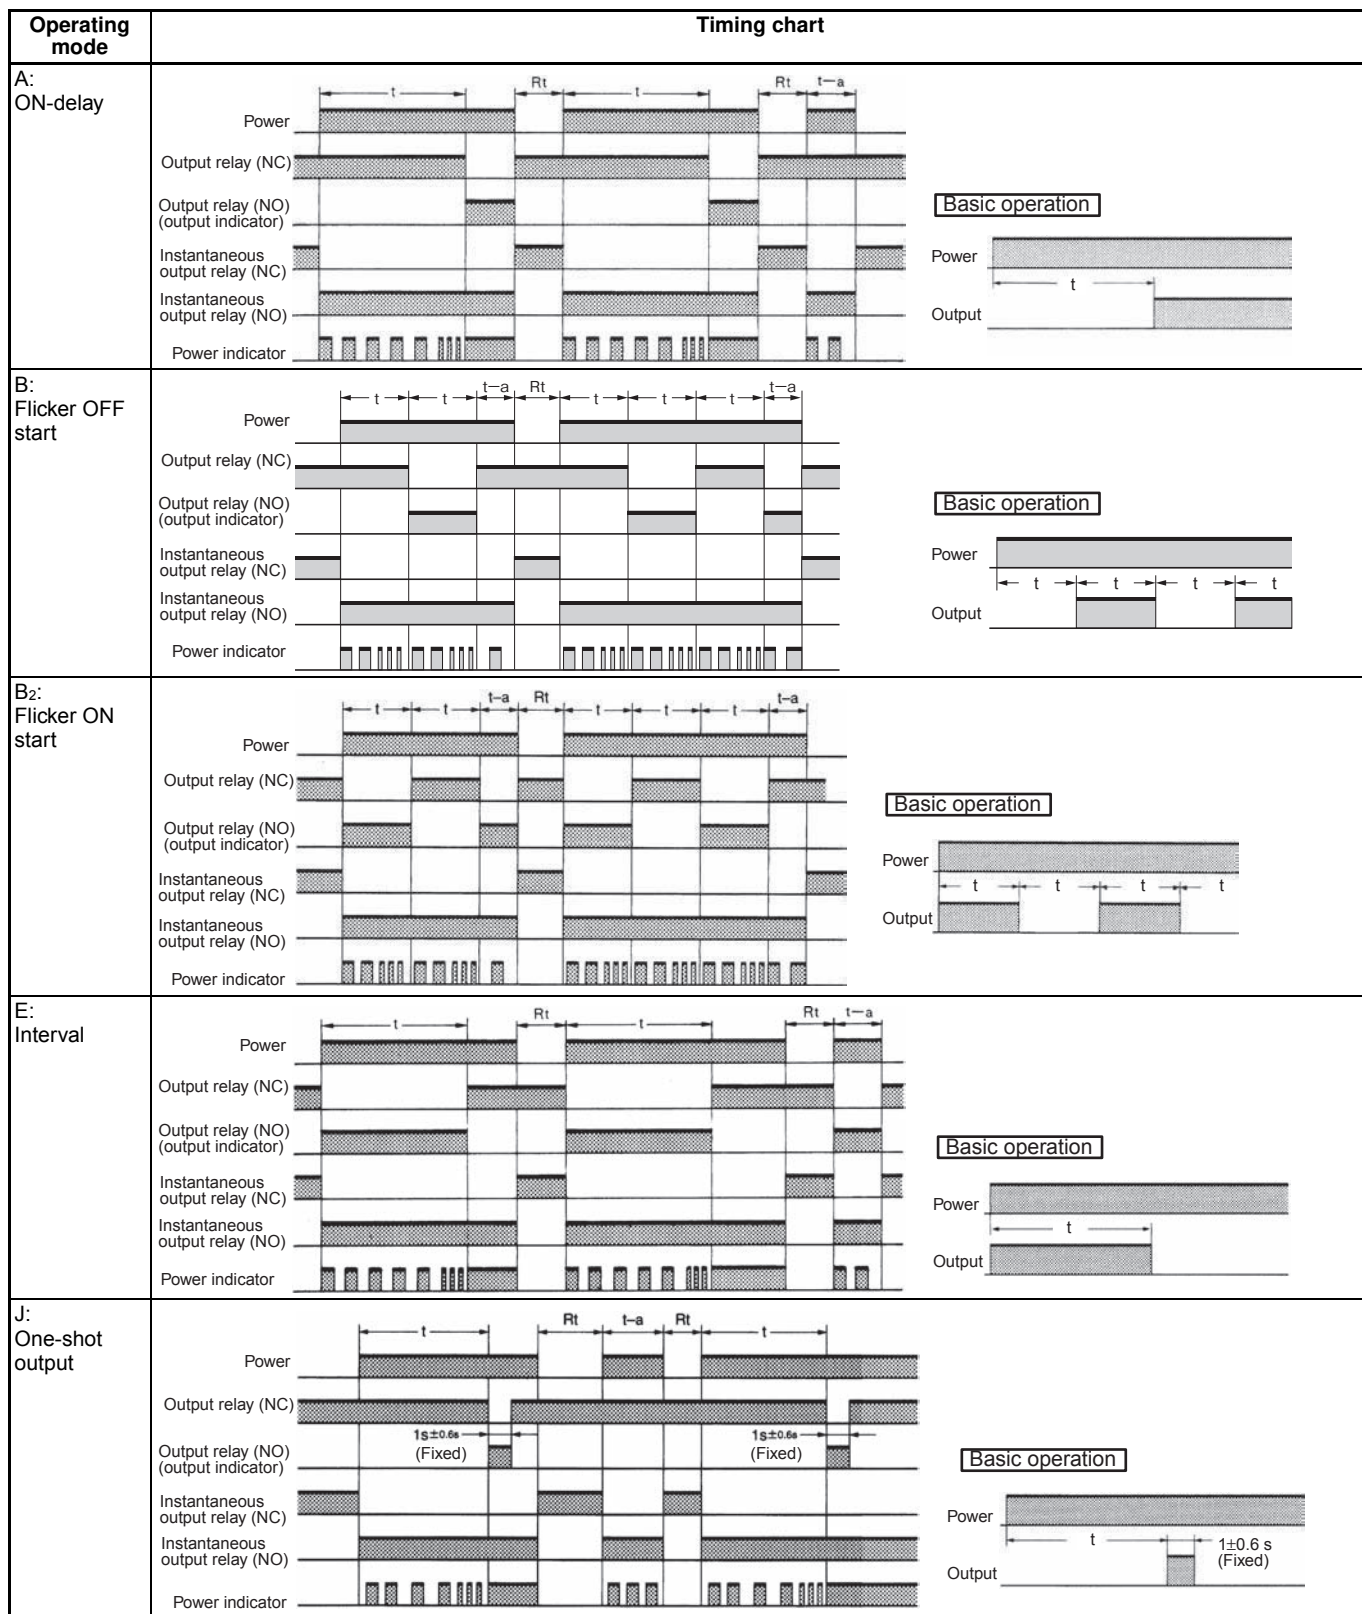 Operating mode
Timing chart
A:
ON-delay
t
Rt
t
Rt
t−a
Power
Output relay (NC)
Output relay (NO)
(output indicator)
Instantaneous
output relay (NC)
Instantaneous
output relay (NO)
Power indicator
Basic operation
Power
t
Output
B:
Flicker OFF
start
t
t
t−a
Rt
t
t
t
t−a
Power
Output relay (NC)
Output relay (NO)
(output indicator)
Instantaneous
output relay (NC)
Instantaneous
output relay (NO)
Power indicator
Basic operation
Power
t
t
t
t
Output
B2:
Flicker ON
start
t
t
t−a
Rt
t
t
t
t−a
Power
Output relay (NC)
Output relay (NO)
(output indicator)
Instantaneous
output relay (NC)
Instantaneous
output relay (NO)
Power indicator
Basic operation
Power
t
t
t
t
Output
E:
Interval
t
Rt
t
Rt
t−a
Power
Output relay (NC)
Output relay (NO)
(output indicator)
Instantaneous
output relay (NC)
Instantaneous
output relay (NO)
Power indicator
Basic operation
Power
t
Output
J:
One-shot
output
t
Rt
t−a
Rt
t
Power
Output relay (NC)
1s±0.6s
(Fixed)
1s±0.6s
(Fixed)
Output relay (NO)
(output indicator)
Instantaneous
output relay (NC)
Instantaneous
output relay (NO)
Power indicator
Basic operation
Power
t
1±0.6 s
(Fixed)
Output